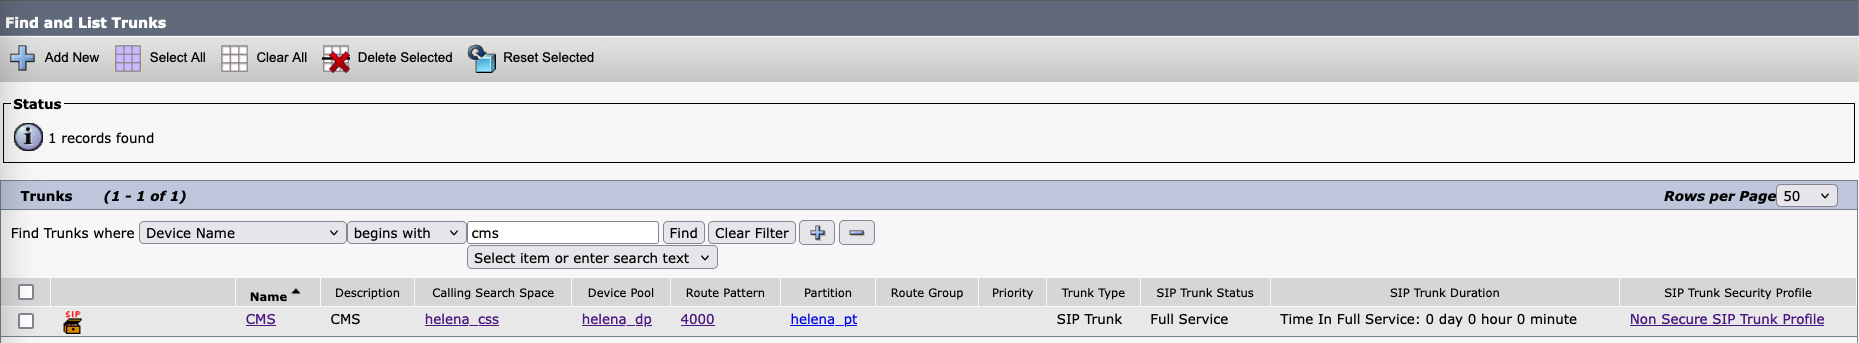 Find and List Trunks
Add New Select All Clear All Delete Selected Reset Selected
Status
i 1 records found
Trunks (1 - 1 of 1) Rows per Page 50
Find Trunks where Device Name begins with cms Find Clear Filter
Select item or enter search text
Name Description Calling Search Space Device Pool Route Pattern Partition Route Group Priority Trunk Type SIP Trunk Status SIP Trunk Duration SIP Trunk Security Profile
SIP CMS CMS helena_css helena_dp 4000 helena_pt SIP Trunk Full Service Time In Full Service: 0 day 0 hour 0 minute Non Secure SIP Trunk Profile